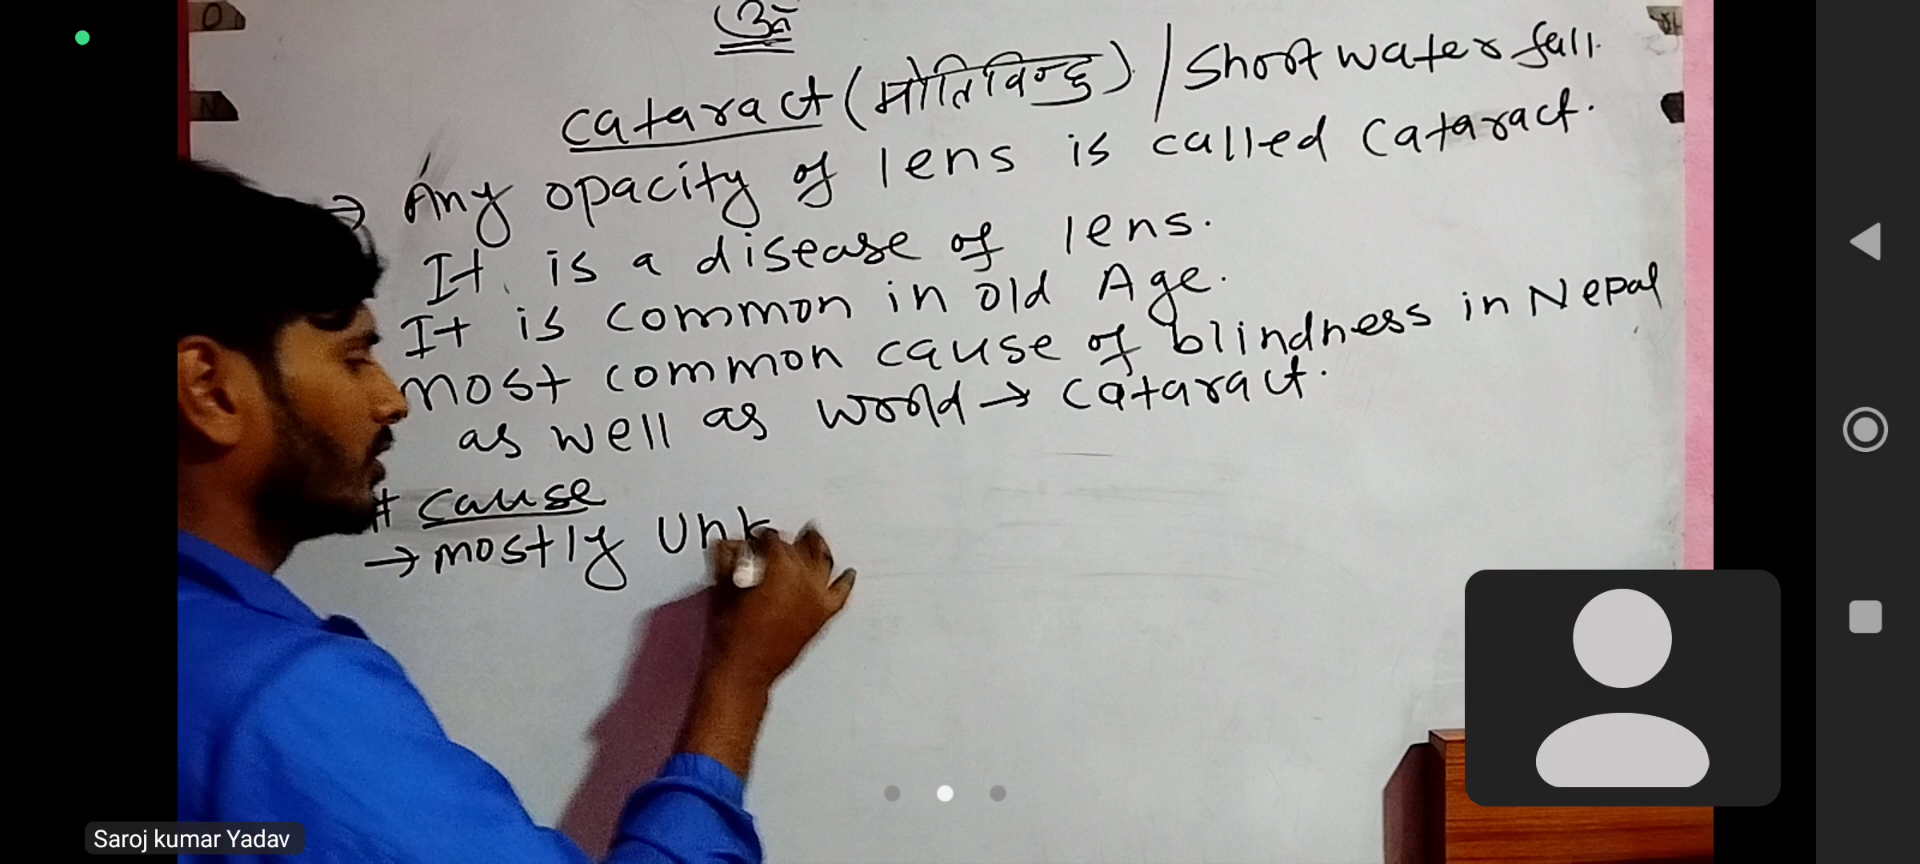 ॐ
cataract (मोतिविन्दु) / Short water fall.
→ Any opacity of lens is called Cataract.
It is a disease of lens.
It is common in old Age.
most common cause of blindness in Nepal
as well as world → cataract.
# cause
→ mostly Unk
Saroj kumar Yadav